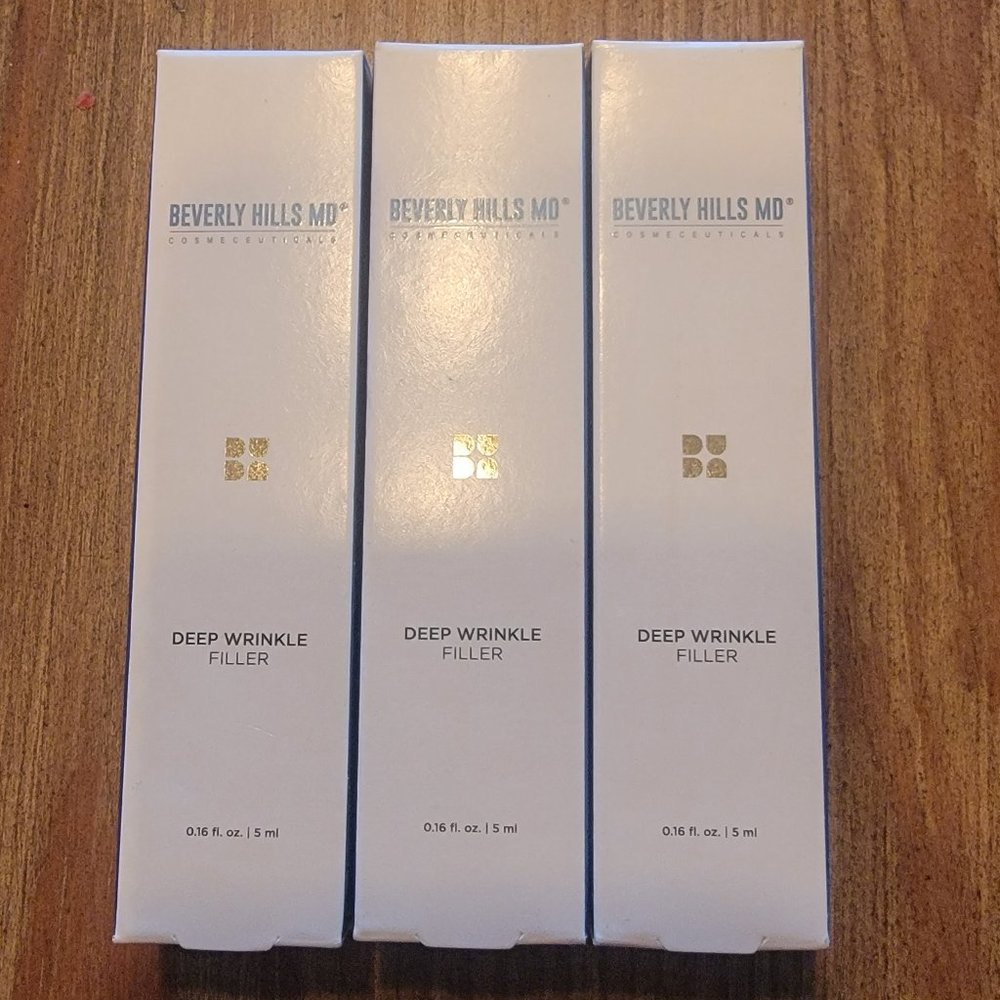 BEVERLY HILLS MD®
COSMECEUTICALS
DEEP WRINKLE
FILLER
0.16 fl. oz. | 5 ml
BEVERLY HILLS MD®
COSMECEUTICALS
DEEP WRINKLE
FILLER
0.16 fl. oz. | 5 ml
BEVERLY HILLS MD®
COSMECEUTICALS
DEEP WRINKLE
FILLER
0.16 fl. oz. | 5 ml